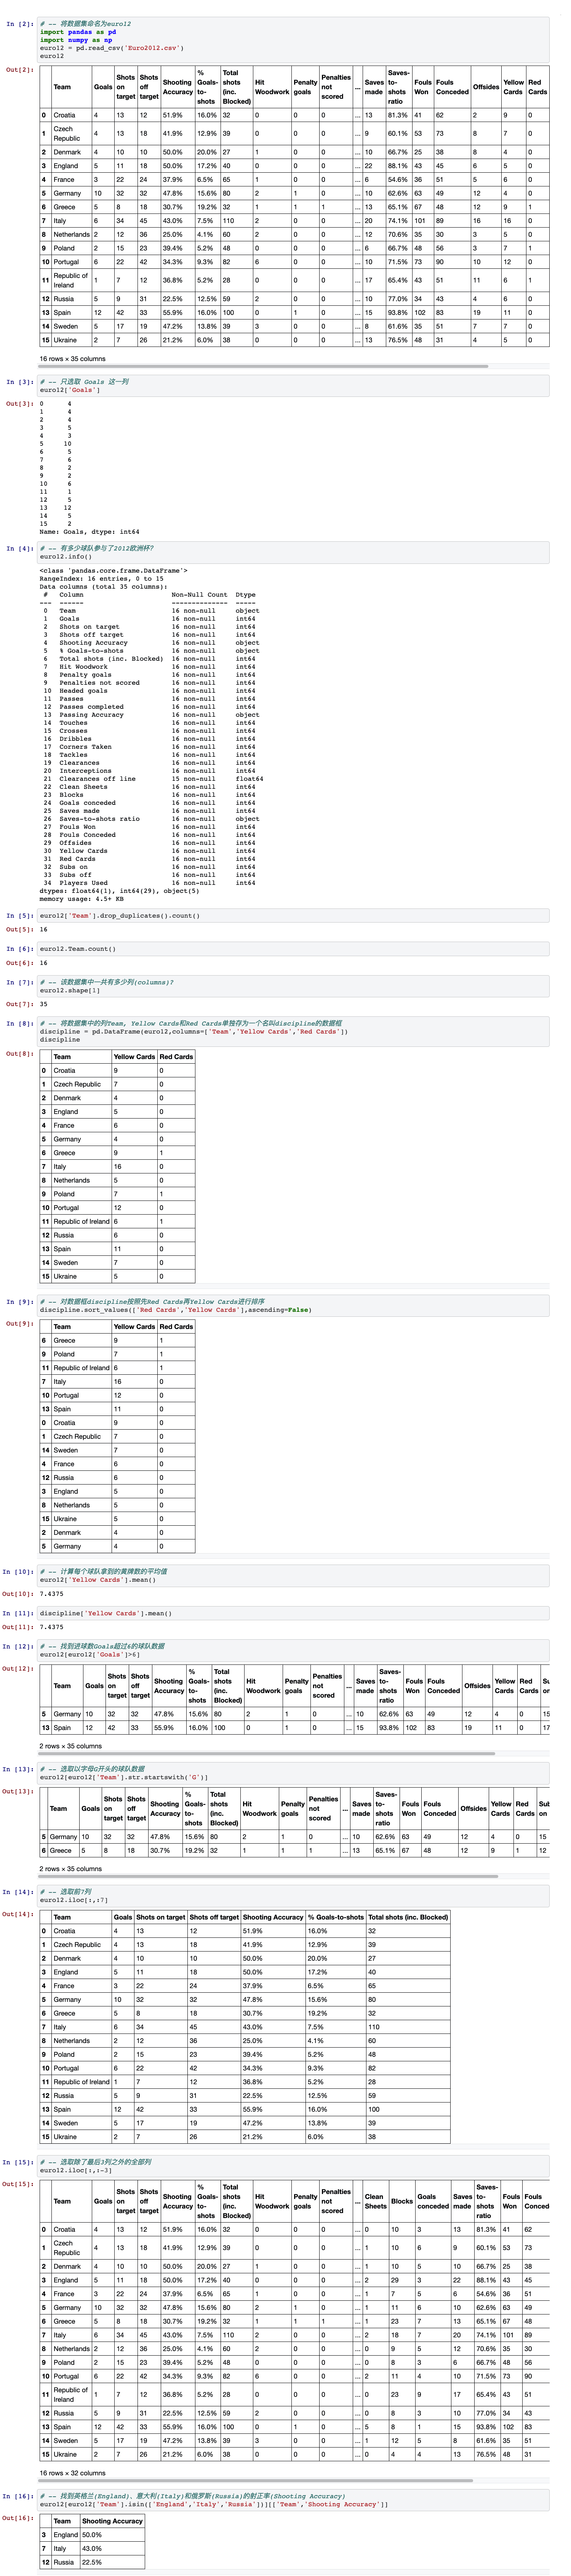 In [2]: # -- 将数据集命名为euro12
import pandas as pd
import numpy as np
euro12 = pd.read_csv('Euro2012.csv')
euro12
Out[2]:
Team Goals Shots on target Shots off target Shooting Accuracy % Goals-to-shots Total shots (inc. Blocked) Hit Woodwork Penalty goals Penalties not scored ... Saves made Saves-to-shots ratio Fouls Won Fouls Conceded Offsides Yellow Cards Red Cards
0 Croatia 4 13 12 51.9% 16.0% 32 0 0 0 ... 13 81.3% 41 62 2 9 0
1 Czech Republic 4 13 18 41.9% 12.9% 39 0 0 0 ... 9 60.1% 53 73 8 7 0
2 Denmark 4 10 10 50.0% 20.0% 27 1 0 0 ... 10 66.7% 25 38 8 4 0
3 England 5 11 18 50.0% 17.2% 40 0 0 0 ... 22 88.1% 43 45 6 5 0
4 France 3 22 24 37.9% 6.5% 65 1 0 0 ... 6 54.6% 36 51 5 6 0
5 Germany 10 32 32 47.8% 15.6% 80 2 1 0 ... 10 62.6% 63 49 12 4 0
6 Greece 5 8 18 30.7% 19.2% 32 1 1 1 ... 13 65.1% 67 48 12 9 1
7 Italy 6 34 45 43.0% 7.5% 110 2 0 0 ... 20 74.1% 101 89 16 16 0
8 Netherlands 2 12 36 25.0% 4.1% 60 2 0 0 ... 12 70.6% 35 30 3 5 0
9 Poland 2 15 23 39.4% 5.2% 48 0 0 0 ... 6 66.7% 48 56 3 7 1
10 Portugal 6 22 42 34.3% 9.3% 82 6 0 0 ... 10 71.5% 73 90 10 12 0
11 Republic of Ireland 1 7 12 36.8% 5.2% 28 0 0 0 ... 17 65.4% 43 51 11 6 1
12 Russia 5 9 31 22.5% 12.5% 59 2 0 0 ... 10 77.0% 34 43 4 6 0
13 Spain 12 42 33 55.9% 16.0% 100 0 1 0 ... 15 93.8% 102 83 19 11 0
14 Sweden 5 17 19 47.2% 13.8% 39 3 0 0 ... 8 61.6% 35 51 7 7 0
15 Ukraine 2 7 26 21.2% 6.0% 38 0 0 0 ... 13 76.5% 48 31 4 5 0
16 rows × 35 columns
In [3]: # -- 只选取 Goals 这一列
euro12['Goals']
Out[3]: 0 4
1 4
2 4
3 5
4 3
5 10
6 5
7 6
8 2
9 2
10 6
11 1
12 5
13 12
14 5
15 2
Name: Goals, dtype: int64
In [4]: # -- 有多少球队参与了2012欧洲杯?
euro12.info()
<class 'pandas.core.frame.DataFrame'>
RangeIndex: 16 entries, 0 to 15
Data columns (total 35 columns):
# Column Non-Null Count Dtype
--- ------ -------------- -----
0 Team 16 non-null object
1 Goals 16 non-null int64
2 Shots on target 16 non-null int64
3 Shots off target 16 non-null int64
4 Shooting Accuracy 16 non-null object
5 % Goals-to-shots 16 non-null object
6 Total shots (inc. Blocked) 16 non-null int64
7 Hit Woodwork 16 non-null int64
8 Penalty goals 16 non-null int64
9 Penalties not scored 16 non-null int64
10 Headed goals 16 non-null int64
11 Passes 16 non-null int64
12 Passes completed 16 non-null int64
13 Passing Accuracy 16 non-null object
14 Touches 16 non-null int64
15 Crosses 16 non-null int64
16 Dribbles 16 non-null int64
17 Corners Taken 16 non-null int64
18 Tackles 16 non-null int64
19 Clearances 16 non-null int64
20 Interceptions 16 non-null int64
21 Clearances off line 15 non-null float64
22 Clean Sheets 16 non-null int64
23 Blocks 16 non-null int64
24 Goals conceded 16 non-null int64
25 Saves made 16 non-null int64
26 Saves-to-shots ratio 16 non-null object
27 Fouls Won 16 non-null int64
28 Fouls Conceded 16 non-null int64
29 Offsides 16 non-null int64
30 Yellow Cards 16 non-null int64
31 Red Cards 16 non-null int64
32 Subs on 16 non-null int64
33 Subs off 16 non-null int64
34 Players Used 16 non-null int64
dtypes: float64(1), int64(29), object(5)
memory usage: 4.5+ KB
In [5]: euro12['Team'].drop_duplicates().count()
Out[5]: 16
In [6]: euro12.Team.count()
Out[6]: 16
In [7]: # -- 该数据集中一共有多少列(columns)?
euro12.shape[1]
Out[7]: 35
In [8]: # -- 将数据集中的列Team, Yellow Cards和Red Cards单独存为一个名叫discipline的数据框
discipline = pd.DataFrame(euro12,columns=['Team','Yellow Cards','Red Cards'])
discipline
Out[8]:
Team Yellow Cards Red Cards
0 Croatia 9 0
1 Czech Republic 7 0
2 Denmark 4 0
3 England 5 0
4 France 6 0
5 Germany 4 0
6 Greece 9 1
7 Italy 16 0
8 Netherlands 5 0
9 Poland 7 1
10 Portugal 12 0
11 Republic of Ireland 6 1
12 Russia 6 0
13 Spain 11 0
14 Sweden 7 0
15 Ukraine 5 0
In [9]: # -- 对数据框discipline按照先Red Cards再Yellow Cards进行排序
discipline.sort_values(['Red Cards','Yellow Cards'],ascending=False)
Out[9]:
Team Yellow Cards Red Cards
6 Greece 9 1
9 Poland 7 1
11 Republic of Ireland 6 1
7 Italy 16 0
10 Portugal 12 0
13 Spain 11 0
0 Croatia 9 0
1 Czech Republic 7 0
14 Sweden 7 0
4 France 6 0
12 Russia 6 0
3 England 5 0
8 Netherlands 5 0
15 Ukraine 5 0
2 Denmark 4 0
5 Germany 4 0
In [10]: # -- 计算每个球队拿到的黄牌数的平均值
euro12['Yellow Cards'].mean()
Out[10]: 7.4375
In [11]: discipline['Yellow Cards'].mean()
Out[11]: 7.4375
In [12]: # -- 找到进球数Goals超过6的球队数据
euro12[euro12['Goals']>6]
Out[12]:
Team Goals Shots on target Shots off target Shooting Accuracy % Goals-to-shots Total shots (inc. Blocked) Hit Woodwork Penalty goals Penalties not scored ... Saves made Saves-to-shots ratio Fouls Won Fouls Conceded Offsides Yellow Cards Red Cards Su on
5 Germany 10 32 32 47.8% 15.6% 80 2 1 0 ... 10 62.6% 63 49 12 4 0 15
13 Spain 12 42 33 55.9% 16.0% 100 0 1 0 ... 15 93.8% 102 83 19 11 0 17
2 rows × 35 columns
In [13]: # -- 选取以字母G开头的球队数据
euro12[euro12['Team'].str.startswith('G')]
Out[13]:
Team Goals Shots on target Shots off target Shooting Accuracy % Goals-to-shots Total shots (inc. Blocked) Hit Woodwork Penalty goals Penalties not scored ... Saves made Saves-to-shots ratio Fouls Won Fouls Conceded Offsides Yellow Cards Red Cards Sub on
5 Germany 10 32 32 47.8% 15.6% 80 2 1 0 ... 10 62.6% 63 49 12 4 0 15
6 Greece 5 8 18 30.7% 19.2% 32 1 1 1 ... 13 65.1% 67 48 12 9 1 12
2 rows × 35 columns
In [14]: # -- 选取前7列
euro12.iloc[:,:7]
Out[14]:
Team Goals Shots on target Shots off target Shooting Accuracy % Goals-to-shots Total shots (inc. Blocked)
0 Croatia 4 13 12 51.9% 16.0% 32
1 Czech Republic 4 13 18 41.9% 12.9% 39
2 Denmark 4 10 10 50.0% 20.0% 27
3 England 5 11 18 50.0% 17.2% 40
4 France 3 22 24 37.9% 6.5% 65
5 Germany 10 32 32 47.8% 15.6% 80
6 Greece 5 8 18 30.7% 19.2% 32
7 Italy 6 34 45 43.0% 7.5% 110
8 Netherlands 2 12 36 25.0% 4.1% 60
9 Poland 2 15 23 39.4% 5.2% 48
10 Portugal 6 22 42 34.3% 9.3% 82
11 Republic of Ireland 1 7 12 36.8% 5.2% 28
12 Russia 5 9 31 22.5% 12.5% 59
13 Spain 12 42 33 55.9% 16.0% 100
14 Sweden 5 17 19 47.2% 13.8% 39
15 Ukraine 2 7 26 21.2% 6.0% 38
In [15]: # -- 选取除了最后3列之外的全部列
euro12.iloc[:,:-3]
Out[15]:
Team Goals Shots on target Shots off target Shooting Accuracy % Goals-to-shots Total shots (inc. Blocked) Hit Woodwork Penalty goals Penalties not scored ... Clean Sheets Blocks Goals conceded Saves made Saves-to-shots ratio Fouls Won Fouls Conced
0 Croatia 4 13 12 51.9% 16.0% 32 0 0 0 ... 0 10 3 13 81.3% 41 62
1 Czech Republic 4 13 18 41.9% 12.9% 39 0 0 0 ... 1 10 6 9 60.1% 53 73
2 Denmark 4 10 10 50.0% 20.0% 27 1 0 0 ... 1 10 5 10 66.7% 25 38
3 England 5 11 18 50.0% 17.2% 40 0 0 0 ... 2 29 3 22 88.1% 43 45
4 France 3 22 24 37.9% 6.5% 65 1 0 0 ... 1 7 5 6 54.6% 36 51
5 Germany 10 32 32 47.8% 15.6% 80 2 1 0 ... 1 11 6 10 62.6% 63 49
6 Greece 5 8 18 30.7% 19.2% 32 1 1 1 ... 1 23 7 13 65.1% 67 48
7 Italy 6 34 45 43.0% 7.5% 110 2 0 0 ... 2 18 7 20 74.1% 101 89
8 Netherlands 2 12 36 25.0% 4.1% 60 2 0 0 ... 0 9 5 12 70.6% 35 30
9 Poland 2 15 23 39.4% 5.2% 48 0 0 0 ... 0 8 3 6 66.7% 48 56
10 Portugal 6 22 42 34.3% 9.3% 82 6 0 0 ... 2 11 4 10 71.5% 73 90
11 Republic of Ireland 1 7 12 36.8% 5.2% 28 0 0 0 ... 0 23 9 17 65.4% 43 51
12 Russia 5 9 31 22.5% 12.5% 59 2 0 0 ... 0 8 3 10 77.0% 34 43
13 Spain 12 42 33 55.9% 16.0% 100 0 1 0 ... 5 8 1 15 93.8% 102 83
14 Sweden 5 17 19 47.2% 13.8% 39 3 0 0 ... 1 12 5 8 61.6% 35 51
15 Ukraine 2 7 26 21.2% 6.0% 38 0 0 0 ... 0 4 4 13 76.5% 48 31
16 rows × 32 columns
In [16]: # -- 找到英格兰(England)、意大利(Italy)和俄罗斯(Russia)的射正率(Shooting Accuracy)
euro12[euro12['Team'].isin(['England','Italy','Russia'])][['Team','Shooting Accuracy']]
Out[16]:
Team Shooting Accuracy
3 England 50.0%
7 Italy 43.0%
12 Russia 22.5%